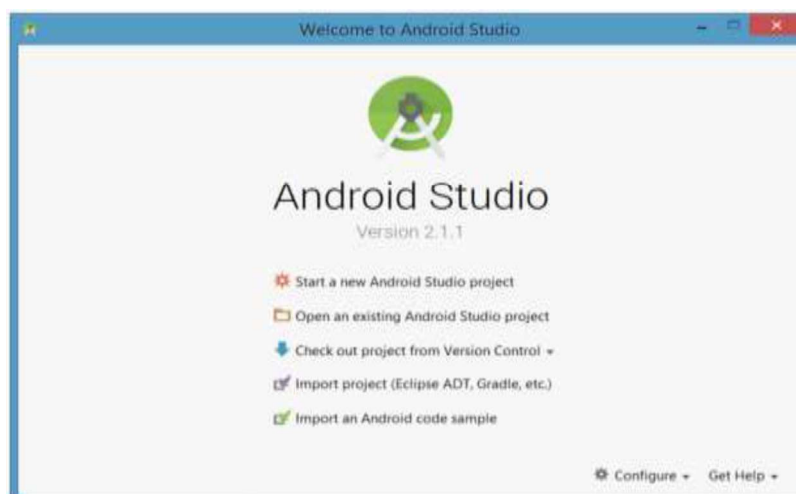 Welcome to Android Studio
Android Studio
Version 2.1.1
Start a new Android Studio project
Open an existing Android Studio project
Check out project from Version Control
Import project (Eclipse ADT, Gradle, etc.)
Import an Android code sample
Configure Get Help